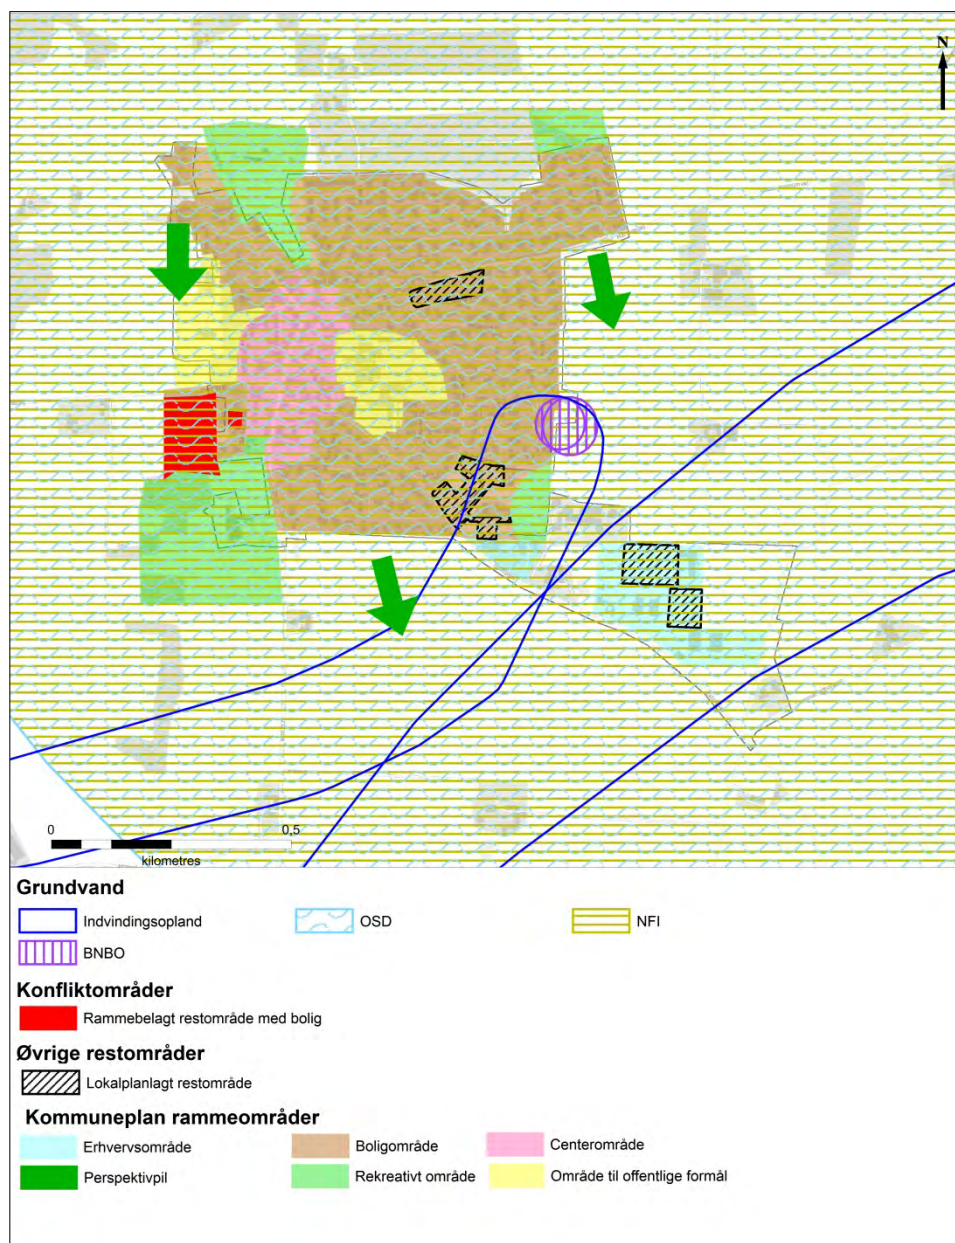 N
0
0,5
kilometres
Grundvand
Indvindingsopland
OSD
NFI
BNBO
Konfliktområder
Rammebelagt restområde med bolig
Øvrige restområder
Lokalplanlagt restområde
Kommuneplan rammeområder
Erhvervsområde
Boligområde
Centerområde
Perspektivpil
Rekreativt område
Område til offentlige formål